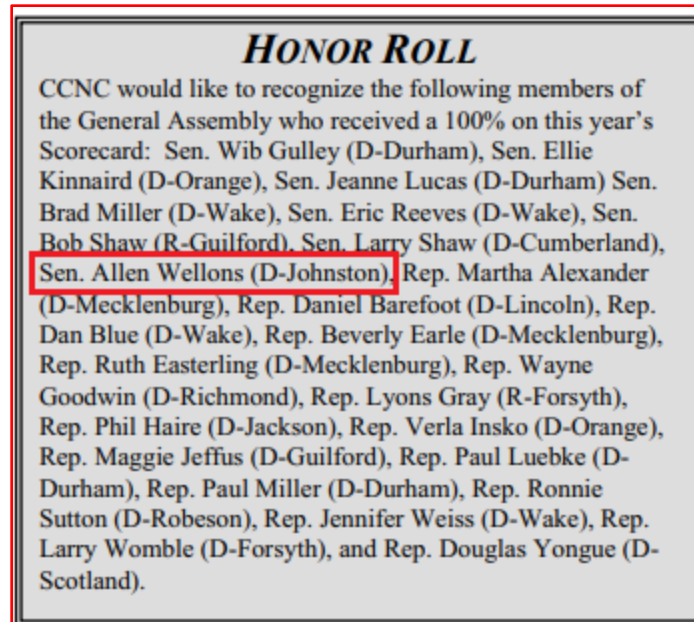 HONOR ROLL
CCNC would like to recognize the following members of
the General Assembly who received a 100% on this year's
Scorecard: Sen. Wib Gulley (D-Durham), Sen. Ellie
Kinnaird (D-Orange), Sen. Jeanne Lucas (D-Durham) Sen.
Brad Miller (D-Wake), Sen. Eric Reeves (D-Wake), Sen.
Bob Shaw (R-Guilford), Sen. Larry Shaw (D-Cumberland),
Sen. Allen Wellons (D-Johnston), Rep. Martha Alexander
(D-Mecklenburg), Rep. Daniel Barefoot (D-Lincoln), Rep.
Dan Blue (D-Wake), Rep. Beverly Earle (D-Mecklenburg),
Rep. Ruth Easterling (D-Mecklenburg), Rep. Wayne
Goodwin (D-Richmond), Rep. Lyons Gray (R-Forsyth),
Rep. Phil Haire (D-Jackson), Rep. Verla Insko (D-Orange),
Rep. Maggie Jeffus (D-Guilford), Rep. Paul Luebke (D-
Durham), Rep. Paul Miller (D-Durham), Rep. Ronnie
Sutton (D-Robeson), Rep. Jennifer Weiss (D-Wake), Rep.
Larry Womble (D-Forsyth), and Rep. Douglas Yongue (D-
Scotland).